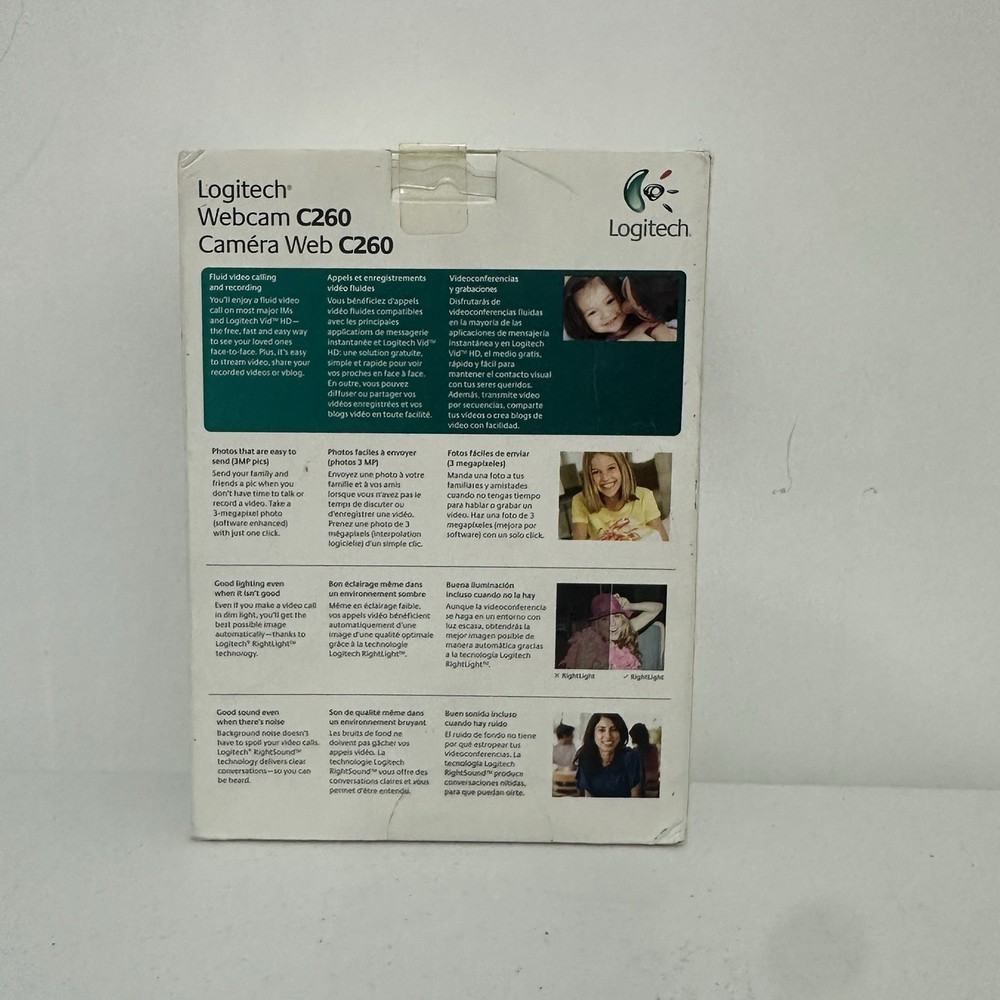 Logitech®
Webcam C260
Caméra Web C260
Logitech®
Fluid video calling
and recording
You'll enjoy a fluid video
call on most major IMs
and Logitech Vid™ HD—
the free, fast and easy way
to see your loved ones
face-to-face. Plus, it's easy
to stream video, share your
recorded videos or vblog.
Appels et enregistrements
vidéo fluides
Vous bénéficiez d'appels
vidéo fluides compatibles
avec les principales
applications de messagerie
instantanée et Logitech Vid™
HD: une solution gratuite,
simple et rapide pour voir
vos proches en face à face.
En outre, vous pouvez
diffuser ou partager vos
vidéos enregistrées et vos
blogs vidéo en toute facilité.
Videoconferencias
y grabaciones
Disfrutarás de
videoconferencias fluidas
en la mayoría de las
aplicaciones de mensajería
instantánea y en Logitech
Vid™ HD, el medio gratis,
rápido y fácil para
mantener el contacto visual
con tus seres queridos.
Además, transmite video
por secuencias, comparte
tus videos o crea blogs de
video con facilidad.
Photos that are easy to
send (3MP pics)
Send your family and
friends a pic when you
don't have time to talk or
record a video. Take a
3-megapixel photo
(software enhanced)
with just one click.
Photos faciles à envoyer
(photos 3 MP)
Envoyez une photo à votre
famille et à vos amis
lorsque vous n'avez pas le
temps de discuter ou
d'enregistrer une vidéo.
Prenez une photo de 3
mégapixels (interpolation
logicielle) d'un simple clic.
Fotos fáciles de enviar
(3 megapixeles)
Manda una foto a tus
familiares y amistades
cuando no tengas tiempo
para hablar o grabar un
video. Haz una foto de 3
megapixeles (mejora por
software) con un solo click.
Good lighting even
when it isn't good
Even if you make a video call
in dim light, you'll get the
best possible image
automatically—thanks to
Logitech® RightLight™
technology.
Bon éclairage même dans
un environnement sombre
Même en éclairage faible,
vos appels vidéo bénéficient
automatiquement d'une
image d'une qualité optimale
grâce à la technologie
Logitech RightLight™.
Buena iluminación
incluso cuando no la hay
Aunque la videoconferencia
se haga en un entorno con
luz escasa, obtendrás la
mejor imagen posible de
manera automática gracias
a la tecnología Logitech
RightLight™.
× RightLight
✓ RightLight
Good sound even
when there's noise
Background noise doesn't
have to spoil your video calls.
Logitech® RightSound™
technology delivers clear
conversations—so you can
be heard.
Son de qualité même dans
un environnement bruyant
Les bruits de fond ne
doivent pas gâcher vos
appels vidéo. La
technologie Logitech
RightSound™ vous offre des
conversations claires et vous
permet d'être entendu.
Buen sonido incluso
cuando hay ruido
El ruido de fondo no tiene
por qué estropear tus
videoconferencias. La
tecnología Logitech
RightSound™ produce
conversaciones nítidas,
para que puedan oírte.